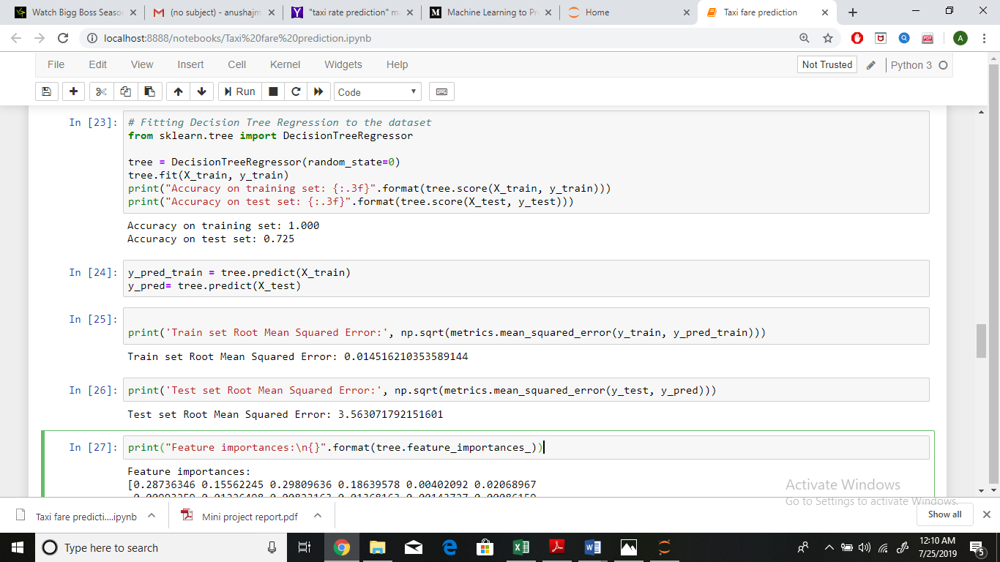 Watch Bigg Boss Seaso
(no subject) - anushajm
"taxi rate prediction" m
Machine Learning to Pr
Home
Taxi fare prediction
localhost:8888/notebooks/Taxi%20fare%20prediction.ipynb
PDF
A
File Edit View Insert Cell Kernel Widgets Help
Not Trusted
Python 3
Run
Code
In [23]:
# Fitting Decision Tree Regression to the dataset
from sklearn.tree import DecisionTreeRegressor
tree = DecisionTreeRegressor(random_state=0)
tree.fit(X_train, y_train)
print("Accuracy on training set: {:.3f}".format(tree.score(X_train, y_train)))
print("Accuracy on test set: {:.3f}".format(tree.score(X_test, y_test)))
Accuracy on training set: 1.000
Accuracy on test set: 0.725
In [24]:
y_pred_train = tree.predict(X_train)
y_pred= tree.predict(X_test)
In [25]:
print('Train set Root Mean Squared Error:', np.sqrt(metrics.mean_squared_error(y_train, y_pred_train)))
Train set Root Mean Squared Error: 0.014516210353589144
In [26]:
print('Test set Root Mean Squared Error:', np.sqrt(metrics.mean_squared_error(y_test, y_pred)))
Test set Root Mean Squared Error: 3.563071792151601
In [27]:
print("Feature importances:\n{}".format(tree.feature_importances_))
Feature importances:
[0.28736346 0.15562245 0.29809636 0.18639578 0.00402092 0.02068967
Activate Windows
Go to Settings to activate Windows.
Taxi fare predicti....ipynb
Mini project report.pdf
Show all
Type here to search
12:10 AM
7/25/2019
5